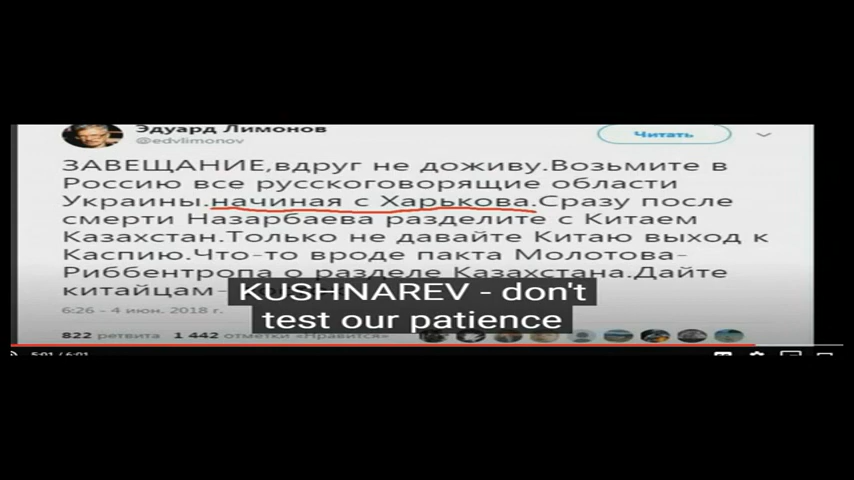 Эдуард Лимонов
@edvlimonov
Читать
ЗАВЕЩАНИЕ,вдруг не доживу.Возьмите в
Россию все русскоговорящие области
Украины.начиная с Харькова.Сразу после
смерти Назарбаева разделите с Китаем
Казахстан.Только не давайте Китаю выход к
Каспию.Что-то вроде пакта Молотова-
Риббентропа о разделе Казахстана.Дайте
китайцам-
KUSHNAREV - don't
test our patience
6:26 - 4 июн. 2018 г.
822 ретвита 1 442 отметки «Нравится»
5:01 / 6:01